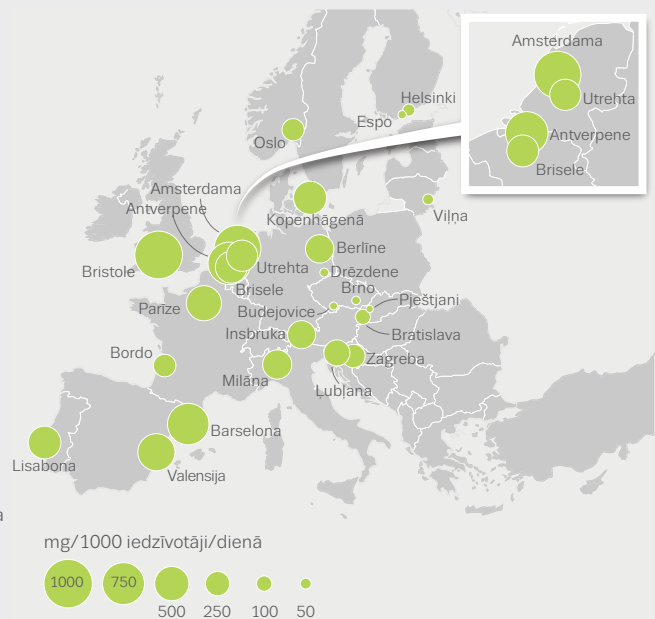 Amsterdama
Utrehta
Antverpene
Brisele
Helsinki
Espo
Oslo
Amsterdama
Antverpene
Kopenhāgenā
Viļņa
Berlīne
Bristole
Utrehta
Drēzdene
Brisele
Brno
Parīze
Budejovice
Pještjani
Insbruka
Bratislava
Bordo
Zagreba
Milāna
Ļubļana
Barselona
Lisabona
Valensija
a
mg/1000 iedzīvotāji/dienā
1000 750 500 250 100 50